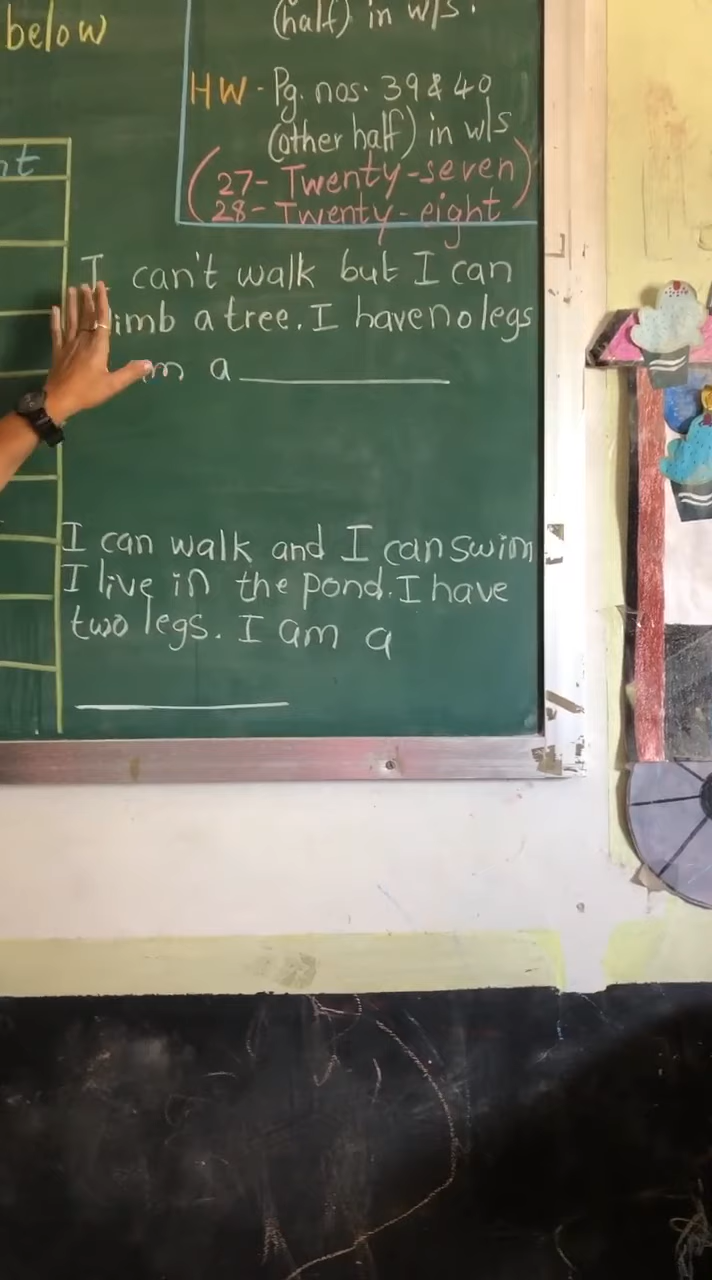 below
(half) in w/s.
HW - Pg. nos. 39 & 40
(other half) in w/s
(27 - Twenty-seven)
28 - Twenty-eight
nt
I can't walk but I can
limb a tree. I have no legs
m a
I can walk and I can swim
I live in the pond. I have
two legs. I am a